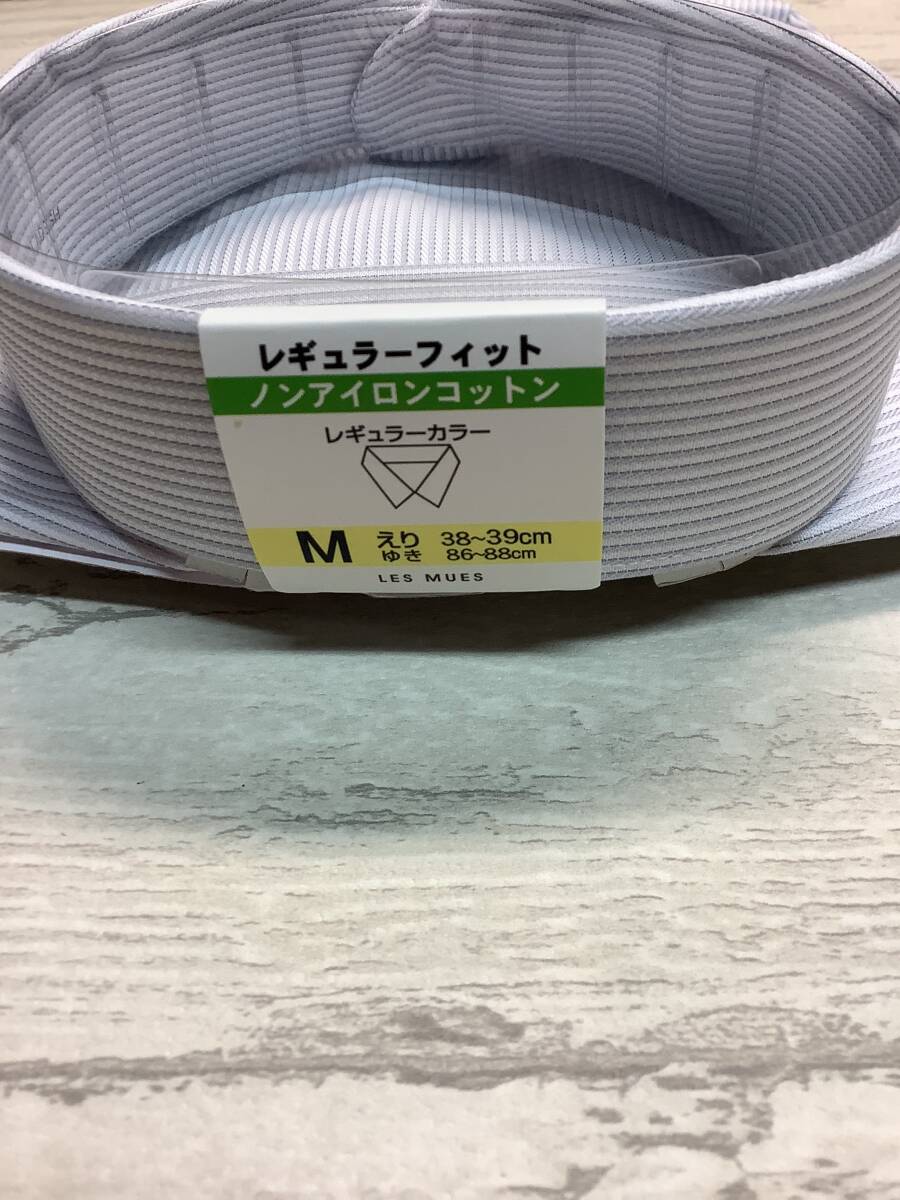 レギュラーフィット
ノンアイロンコットン
レギュラーカラー
M えり 38~39cm
ゆき 86~88cm
LES MUES